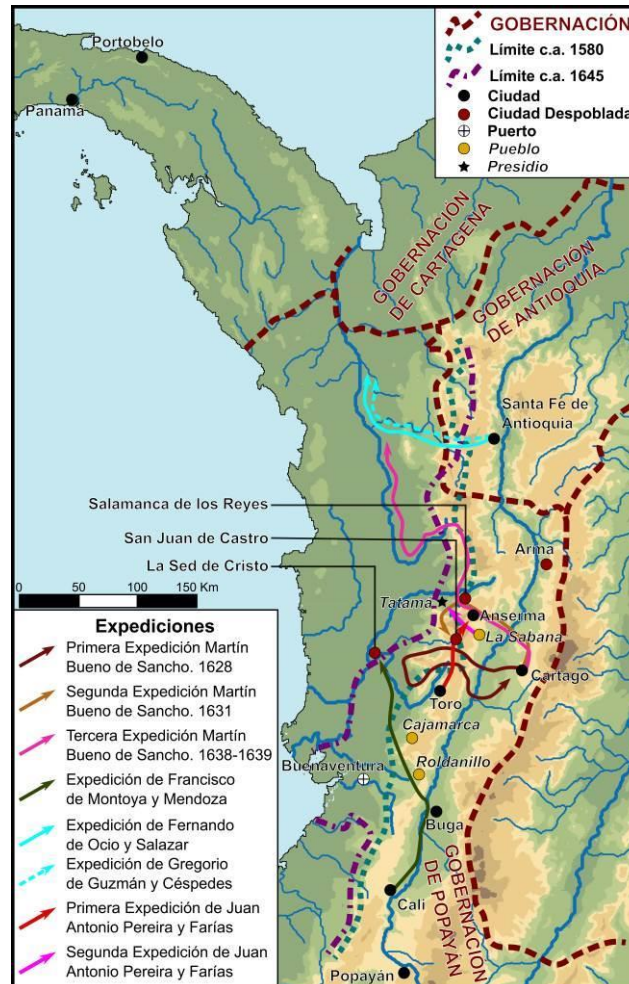 GOBERNACIÓN
Límite c.a. 1580
Límite c.a. 1645
Ciudad
Ciudad Despoblada
Puerto
Pueblo
Presidio
Portobelo
Panamá
GOBERNACIÓN
DE CARTAGENA
GOBERNACIÓN
DE ANTIOQUÍA
Santa Fe de
Antioquia
Salamanca de los Reyes
San Juan de Castro
La Sed de Cristo
Arma
0 50 100 150 Km
Tatama
Anserma
La Sabana
Cartago
Toro
Cajamarca
Buenaventura
Roldanillo
Buga
GOBERNACIÓN
DE POPAYÁN
Cali
Popayán
Expediciones
Primera Expedición Martín
Bueno de Sancho. 1628
Segunda Expedición Martín
Bueno de Sancho. 1631
Tercera Expedición Martín
Bueno de Sancho. 1638-1639
Expedición de Francisco
de Montoya y Mendoza
Expedición de Fernando
de Ocio y Salazar
Expedición de Gregorio
de Guzmán y Céspedes
Primera Expedición de Juan
Antonio Pereira y Farías
Segunda Expedición de Juan
Antonio Pereira y Farías